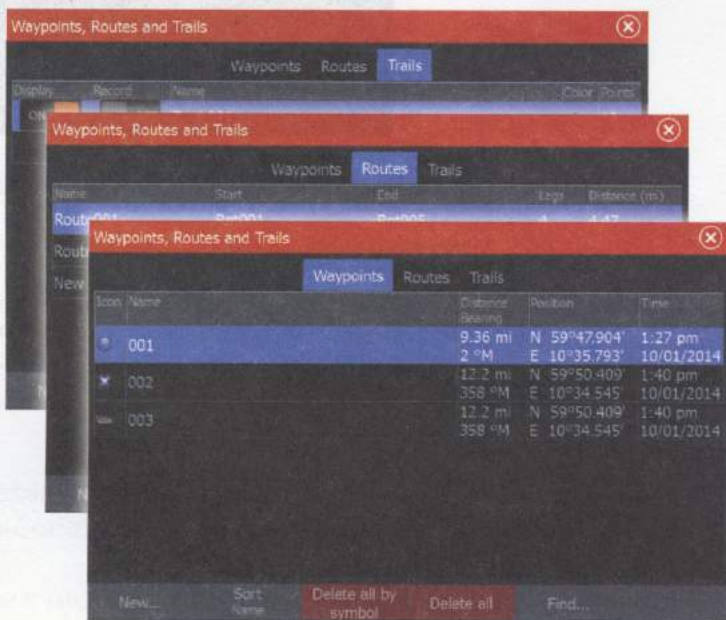 Waypoints, Routes and Trails
Waypoints Routes Trails
Display Record Name Color Points
ON
Waypoints, Routes and Trails
Waypoints Routes Trails
Name Start End Legs Distance (mi)
Waypoints, Routes and Trails
Waypoints Routes Trails
Icon Name Distance Position Time
Bearing
001 9.36 mi N 59°47.904' 1:27 pm
2 °M E 10°35.793' 10/01/2014
002 12.2 mi N 59°50.409' 1:40 pm
358 °M E 10°34.545' 10/01/2014
003 12.2 mi N 59°50.409' 1:40 pm
358 °M E 10°34.545' 10/01/2014
New... Sort Delete all by Delete all Find...
Name symbol